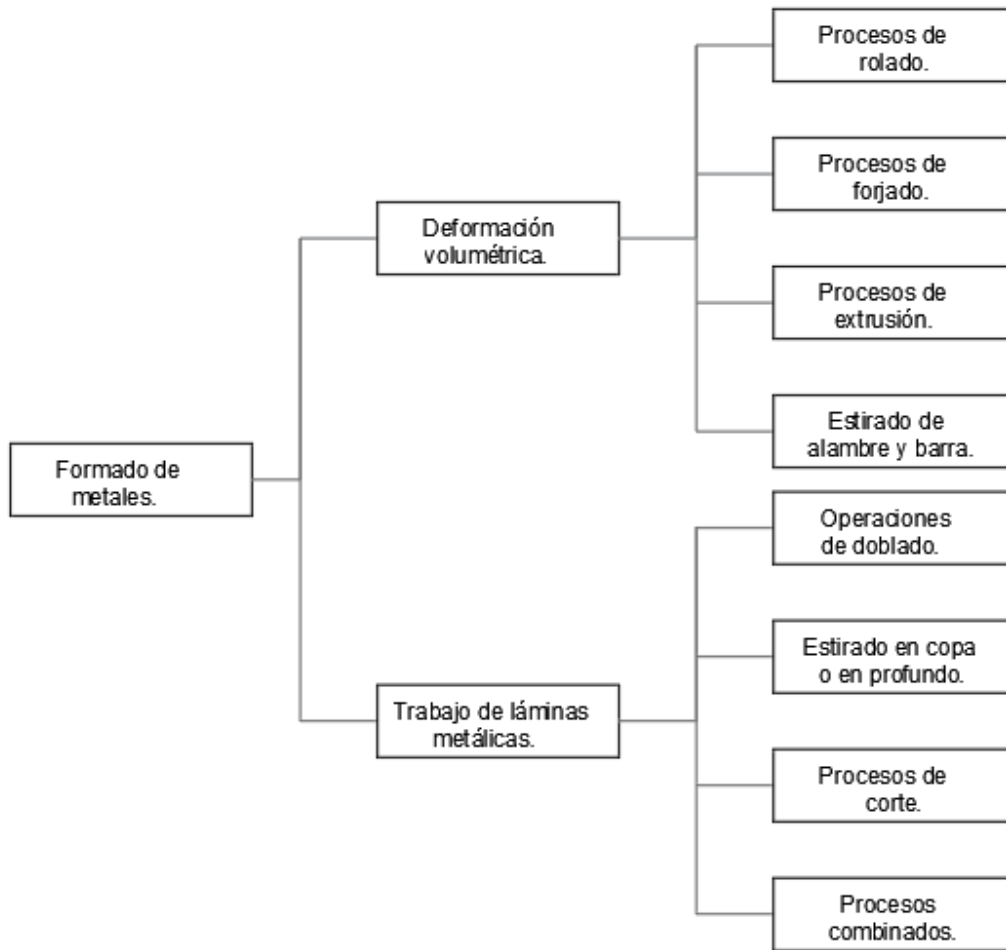 Formado de
metales.
Deformación
volumétrica.
Procesos de
rolado.
Procesos de
forjado.
Procesos de
extrusión.
Estirado de
alambre y barra.
Trabajo de láminas
metálicas.
Operaciones
de doblado.
Estirado en copa
o en profundo.
Procesos de
corte.
Procesos
combinados.